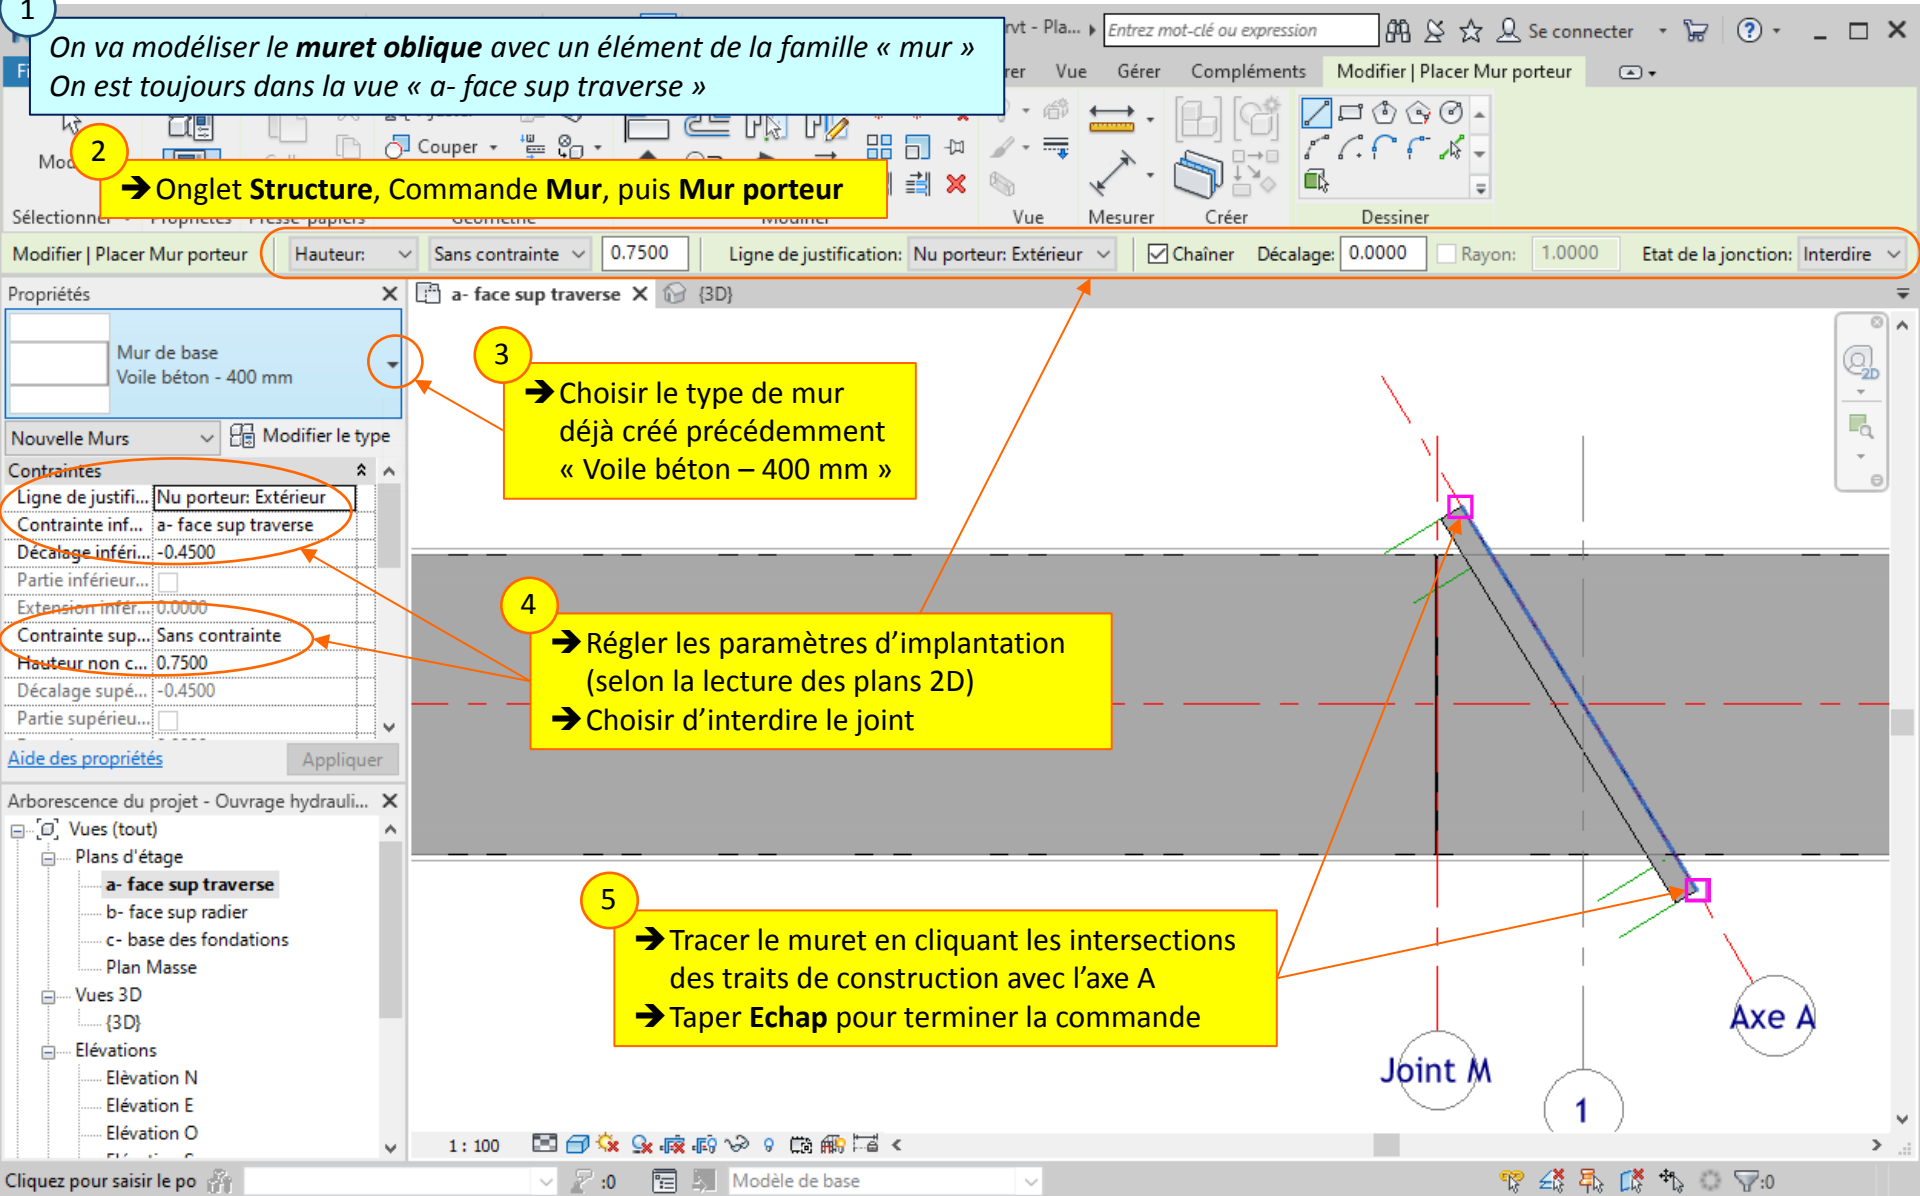 1
On va modéliser le muret oblique avec un élément de la famille « mur »
On est toujours dans la vue « a- face sup traverse »
rvt - Pla...
Entrez mot-clé ou expression
Se connecter
rer Vue Gérer Compléments Modifier | Placer Mur porteur
Couper
2
➔ Onglet Structure, Commande Mur, puis Mur porteur
Sélectionner Propriétés Presse-papiers Géométrie Modifier Vue Mesurer Créer Dessiner
Modifier | Placer Mur porteur Hauteur: Sans contrainte 0.7500 Ligne de justification: Nu porteur: Extérieur Chaîner Décalage: 0.0000 Rayon: 1.0000 Etat de la jonction: Interdire
Propriétés
a- face sup traverse {3D}
Mur de base
Voile béton - 400 mm
3
➔ Choisir le type de mur
déjà créé précédemment
« Voile béton – 400 mm »
2D
Nouvelle Murs Modifier le type
Contraintes
Ligne de justifi... Nu porteur: Extérieur
Contrainte inf... a- face sup traverse
Décalage inféri... -0.4500
Partie inférieur...
Extension infér... 0.0000
Contrainte sup... Sans contrainte
Hauteur non c... 0.7500
Décalage supé... -0.4500
Partie supérieu...
Aide des propriétés Appliquer
4
➔ Régler les paramètres d'implantation
(selon la lecture des plans 2D)
➔ Choisir d'interdire le joint
Arborescence du projet - Ouvrage hydrauli...
Vues (tout)
Plans d'étage
a- face sup traverse
b- face sup radier
c- base des fondations
Plan Masse
Vues 3D
{3D}
Elévations
Elèvation N
Elévation E
Elévation O
5
➔ Tracer le muret en cliquant les intersections
des traits de construction avec l'axe A
➔ Taper Echap pour terminer la commande
Axe A
Joint M
1
1 : 100
Cliquez pour saisir le po
:0
Modèle de base
:0